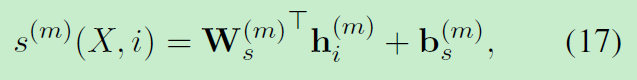 $s^{(m)}(X, i) = \mathbf{W}_s^{(m)\top} \mathbf{h}_i^{(m)} + \mathbf{b}_s^{(m)},$ (17)